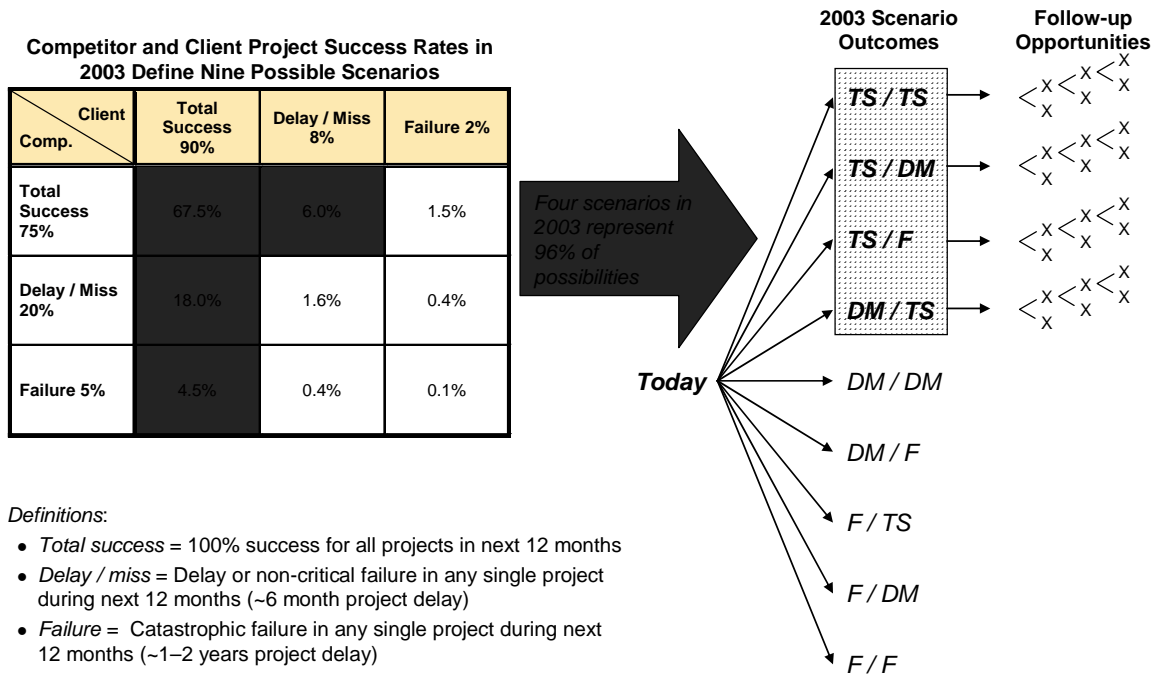 Competitor and Client Project Success Rates in
2003 Define Nine Possible Scenarios
Client
Comp.
Total
Success
90%
Delay / Miss
8%
Failure 2%
Total
Success
75%
67.5%
6.0%
1.5%
Delay / Miss
20%
18.0%
1.6%
0.4%
Failure 5%
4.5%
0.4%
0.1%
Four scenarios in
2003 represent
96% of
possibilities
Today
2003 Scenario
Outcomes
TS / TS
TS / DM
TS / F
DM / TS
DM / DM
DM / F
F / TS
F / DM
F / F
Follow-up
Opportunities
X
X X
X X
X
X
X X
X X
X
X
X X
X X
X
X
X X
X X
X
Definitions:
• Total success = 100% success for all projects in next 12 months
• Delay / miss = Delay or non-critical failure in any single project
during next 12 months (~6 month project delay)
• Failure = Catastrophic failure in any single project during next
12 months (~1–2 years project delay)